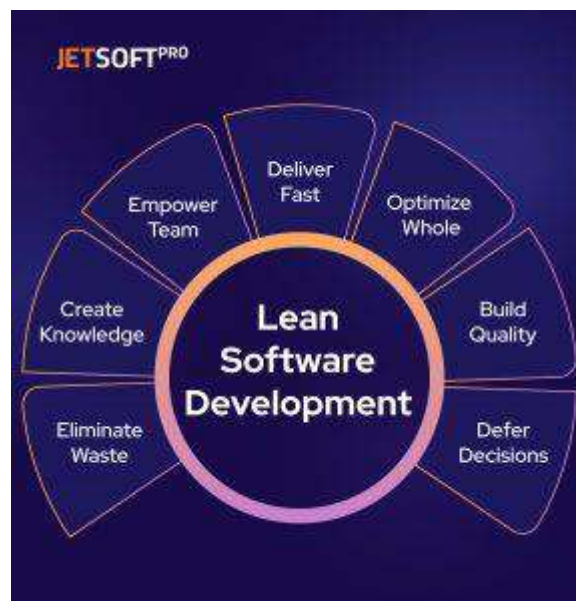 JETSOFTPRO
Deliver
Fast
Empower
Team
Optimize
Whole
Create
Knowledge
Build
Quality
Eliminate
Waste
Defer
Decisions
Lean
Software
Development